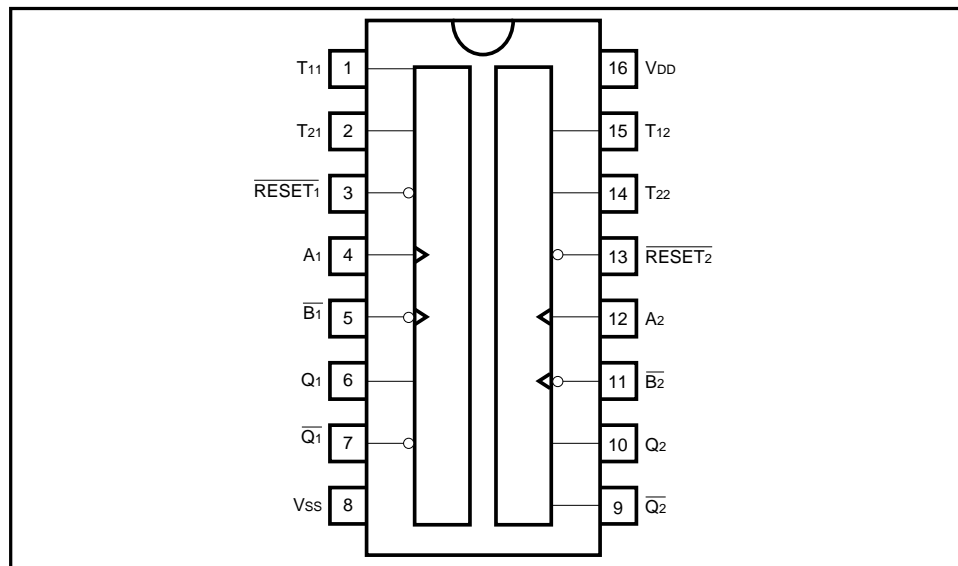 T11 1 16 VDD
T21 2 15 T12
RESET1 3 14 T22
A1 4 13 RESET2
B1 5 12 A2
Q1 6 11 B2
Q1 7 10 Q2
VSS 8 9 Q2